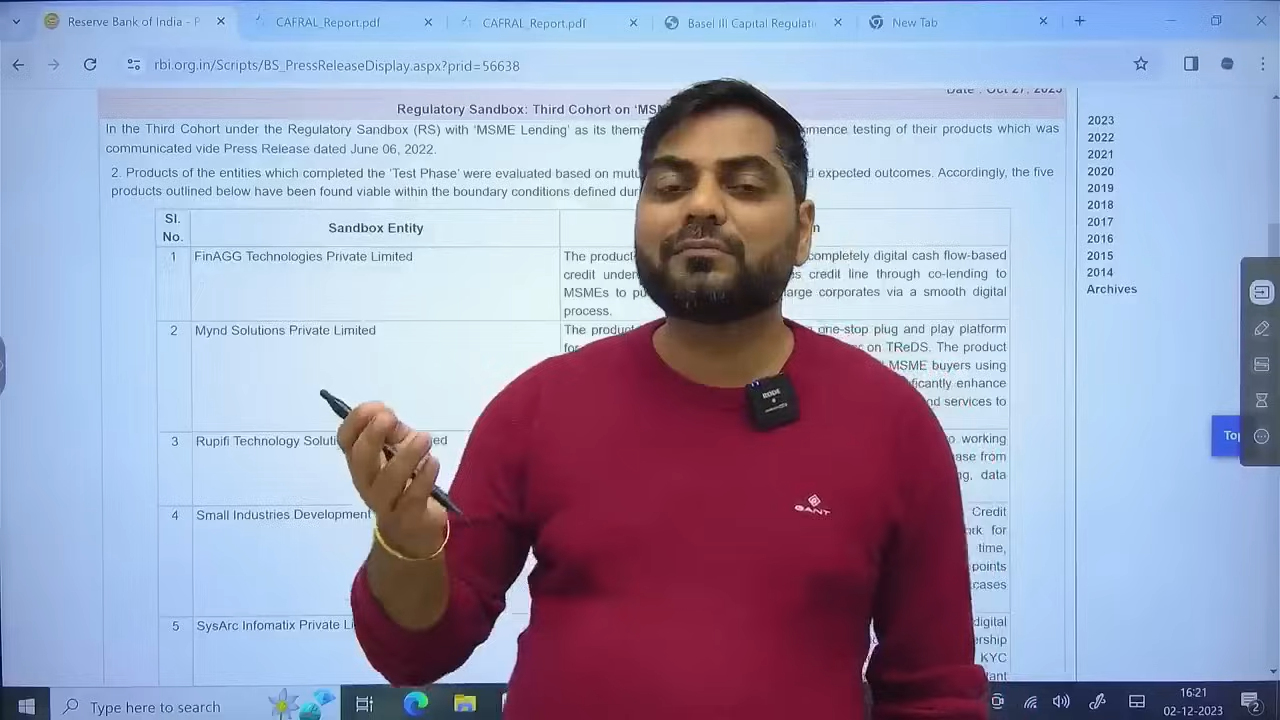 Reserve Bank of India - P
CAFRAL_Report.pdf
CAFRAL_Report.pdf
Basel III Capital Regulati
New Tab
rbi.org.in/Scripts/BS_PressReleaseDisplay.aspx?prid=56638
Date : Oct 27, 2023
Regulatory Sandbox: Third Cohort on ‘MSM
In the Third Cohort under the Regulatory Sandbox (RS) with ‘MSME Lending’ as its theme mmence testing of their products which was
communicated vide Press Release dated June 06, 2022.
2. Products of the entities which completed the ‘Test Phase’ were evaluated based on mutu d expected outcomes. Accordingly, the five
products outlined below have been found viable within the boundary conditions defined duri
Sl. No.
Sandbox Entity
n
1 FinAGG Technologies Private Limited
The product completely digital cash flow-based
credit under es credit line through co-lending to
MSMEs to pu large corporates via a smooth digital
process.
2 Mynd Solutions Private Limited
The produc one-stop plug and play platform
for on TReDS. The product
MSME buyers using
ficantly enhance
nd services to
3 Rupifi Technology Soluti ed
o working
ase from
ng, data
4 Small Industries Development
Credit
rk for
time,
points
cases
5 SysArc Infomatix Private Li
digital
ership
KYC
tant
2023
2022
2021
2020
2019
2018
2017
2016
2015
2014
Archives
Top
RODE
GANT
Type here to search
16:21
02-12-2023
2